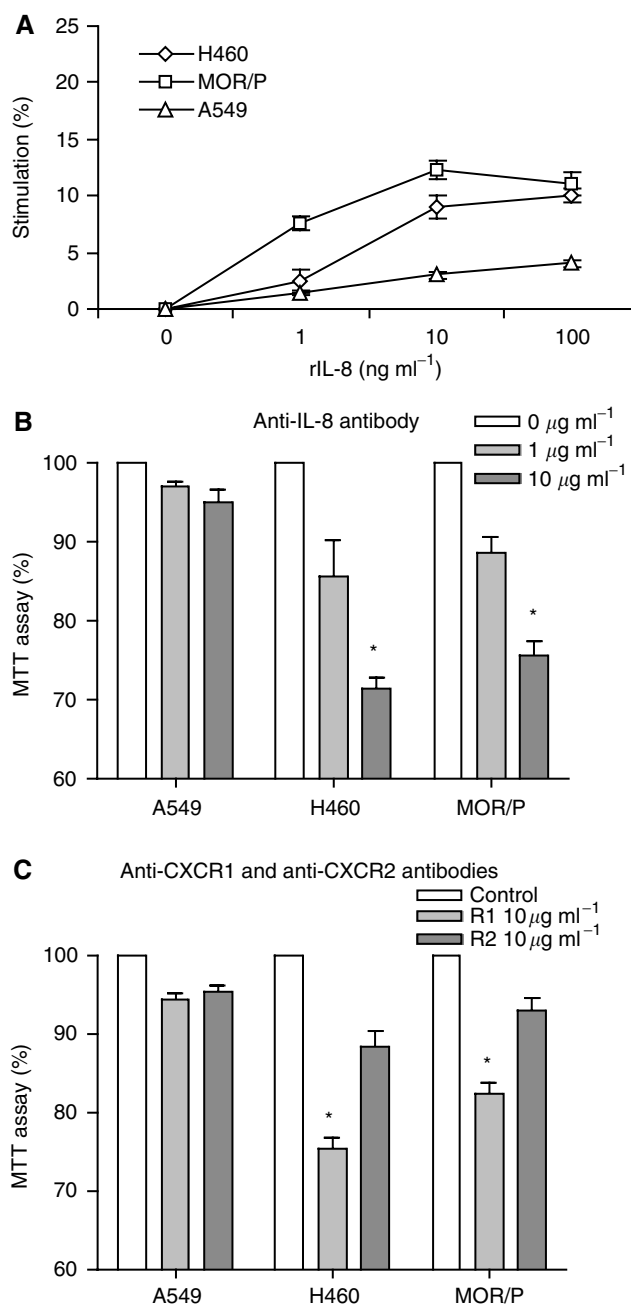 A
25
20
15
10
5
0
Stimulation (%)
H460
MOR/P
A549
0 1 10 100
rIL-8 (ng ml⁻¹)
B
Anti-IL-8 antibody
0 μg ml⁻¹
1 μg ml⁻¹
10 μg ml⁻¹
100
90
80
70
60
MTT assay (%)
*
*
A549 H460 MOR/P
C
Anti-CXCR1 and anti-CXCR2 antibodies
Control
R1 10 μg ml⁻¹
R2 10 μg ml⁻¹
100
90
80
70
60
MTT assay (%)
*
*
A549 H460 MOR/P